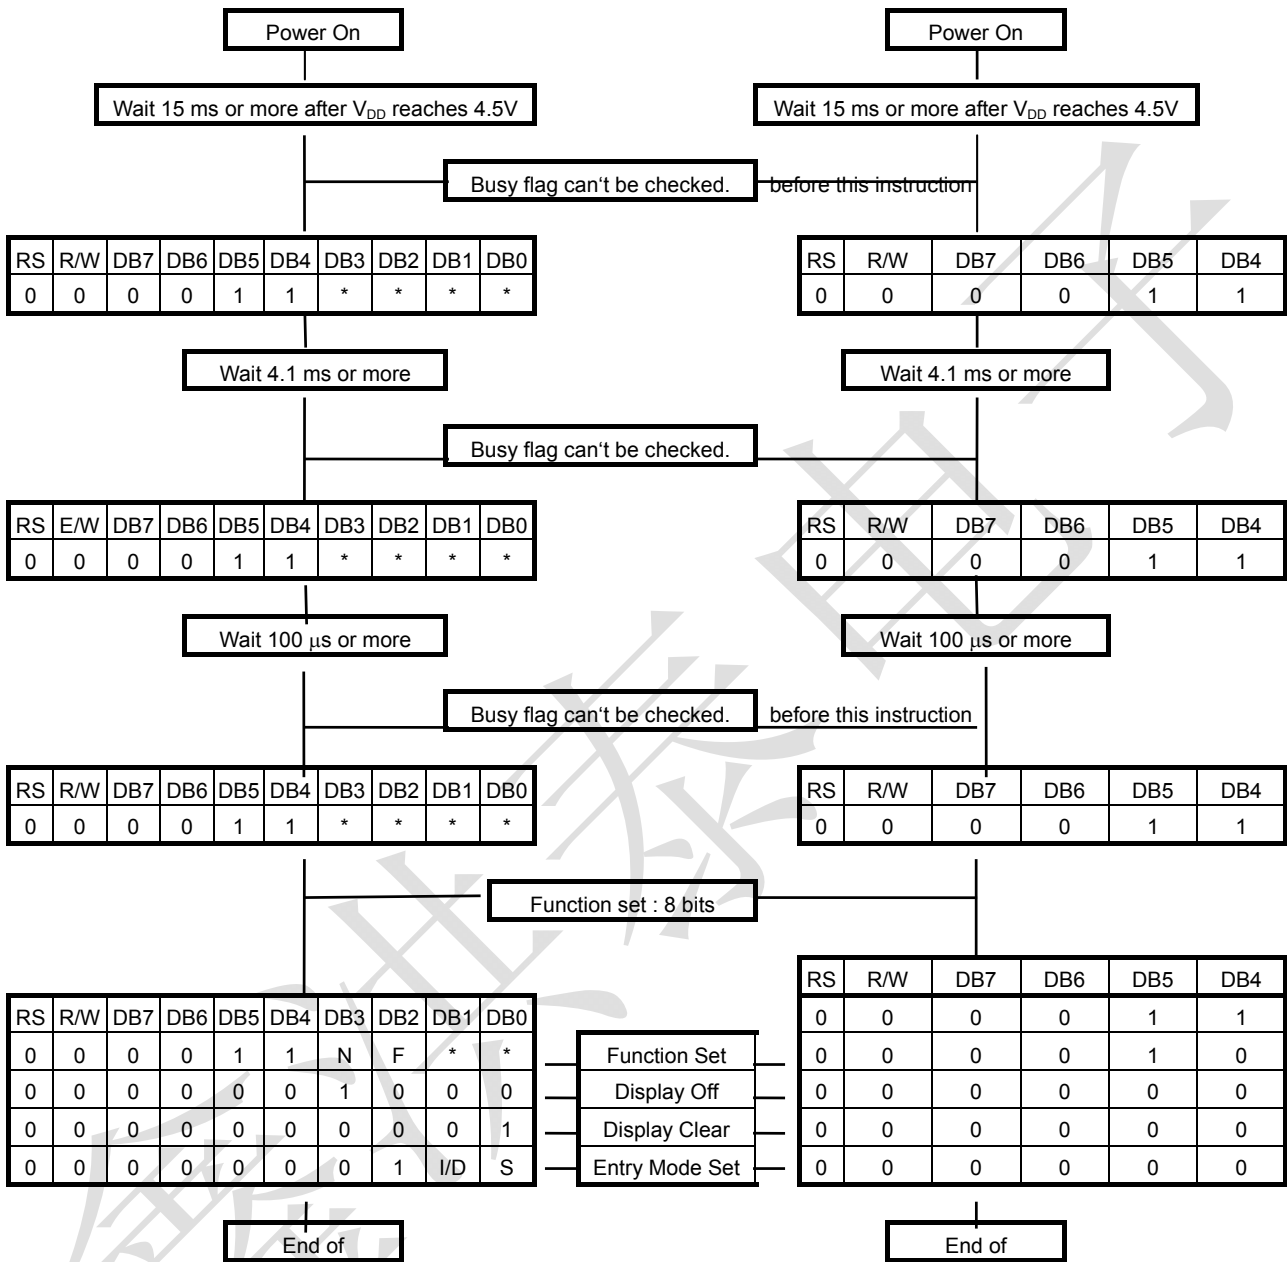 Power On Power On
Wait 15 ms or more after VDD reaches 4.5V Wait 15 ms or more after VDD reaches 4.5V
Busy flag can‘t be checked. before this instruction
RS R/W DB7 DB6 DB5 DB4 DB3 DB2 DB1 DB0 RS R/W DB7 DB6 DB5 DB4
0 0 0 0 1 1 * * * * 0 0 0 0 1 1
Wait 4.1 ms or more Wait 4.1 ms or more
Busy flag can‘t be checked.
RS E/W DB7 DB6 DB5 DB4 DB3 DB2 DB1 DB0 RS R/W DB7 DB6 DB5 DB4
0 0 0 0 1 1 * * * * 0 0 0 0 1 1
Wait 100 μs or more Wait 100 μs or more
Busy flag can‘t be checked. before this instruction
RS R/W DB7 DB6 DB5 DB4 DB3 DB2 DB1 DB0 RS R/W DB7 DB6 DB5 DB4
0 0 0 0 1 1 * * * * 0 0 0 0 1 1
Function set : 8 bits
RS R/W DB7 DB6 DB5 DB4
RS R/W DB7 DB6 DB5 DB4 DB3 DB2 DB1 DB0 0 0 0 0 1 1
0 0 0 0 1 1 N F * * Function Set 0 0 0 0 1 0
0 0 0 0 0 0 1 0 0 0 Display Off 0 0 0 0 0 0
0 0 0 0 0 0 0 0 0 1 Display Clear 0 0 0 0 0 0
0 0 0 0 0 0 0 1 I/D S Entry Mode Set 0 0 0 0 0 0
End of End of
泰电子